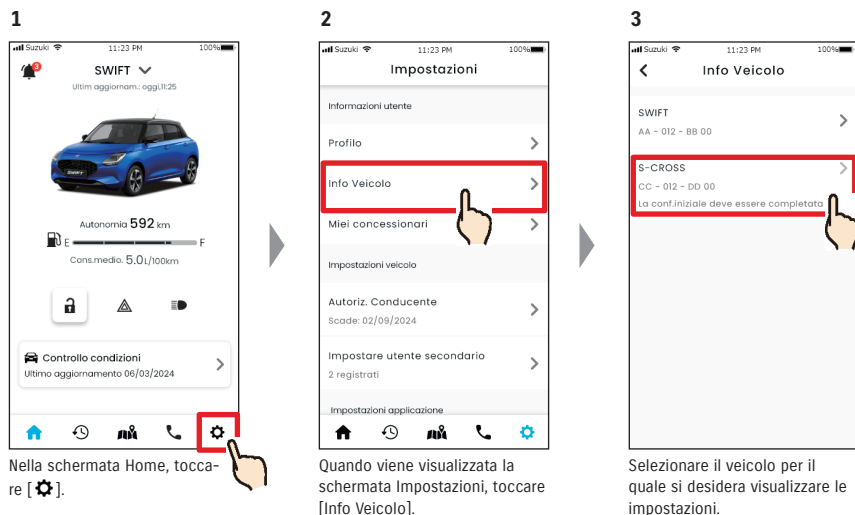 1
Suzuki 11:23 PM 100%
3
SWIFT
Ultim aggiornam.: oggi,11:25
SWIFT
Autonomia 592 km
E F
Cons.medio. 5.0L/100km
Controllo condizioni
Ultimo aggiornamento 06/03/2024
Nella schermata Home, tocca-
re [ ].
2
Suzuki 11:23 PM 100%
Impostazioni
Informazioni utente
Profilo
Info Veicolo
Miei concessionari
Impostazioni veicolo
Autoriz. Conducente
Scade: 02/09/2024
Impostare utente secondario
2 registrati
Impostazioni applicazione
Quando viene visualizzata la
schermata Impostazioni, toccare
[Info Veicolo].
3
Suzuki 11:23 PM 100%
Info Veicolo
SWIFT
AA - 012 - BB 00
S-CROSS
CC - 012 - DD 00
La conf.iniziale deve essere completata
Selezionare il veicolo per il
quale si desidera visualizzare le
impostazioni.